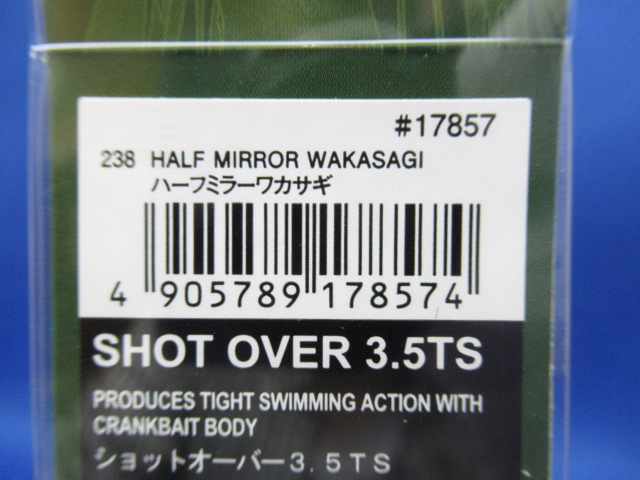 #17857
238 HALF MIRROR WAKASAGI
ハーフミラーワカサギ
4 905789 178574
SHOT OVER 3.5TS
PRODUCES TIGHT SWIMMING ACTION WITH
CRANKBAIT BODY
ショットオーバー3.5TS